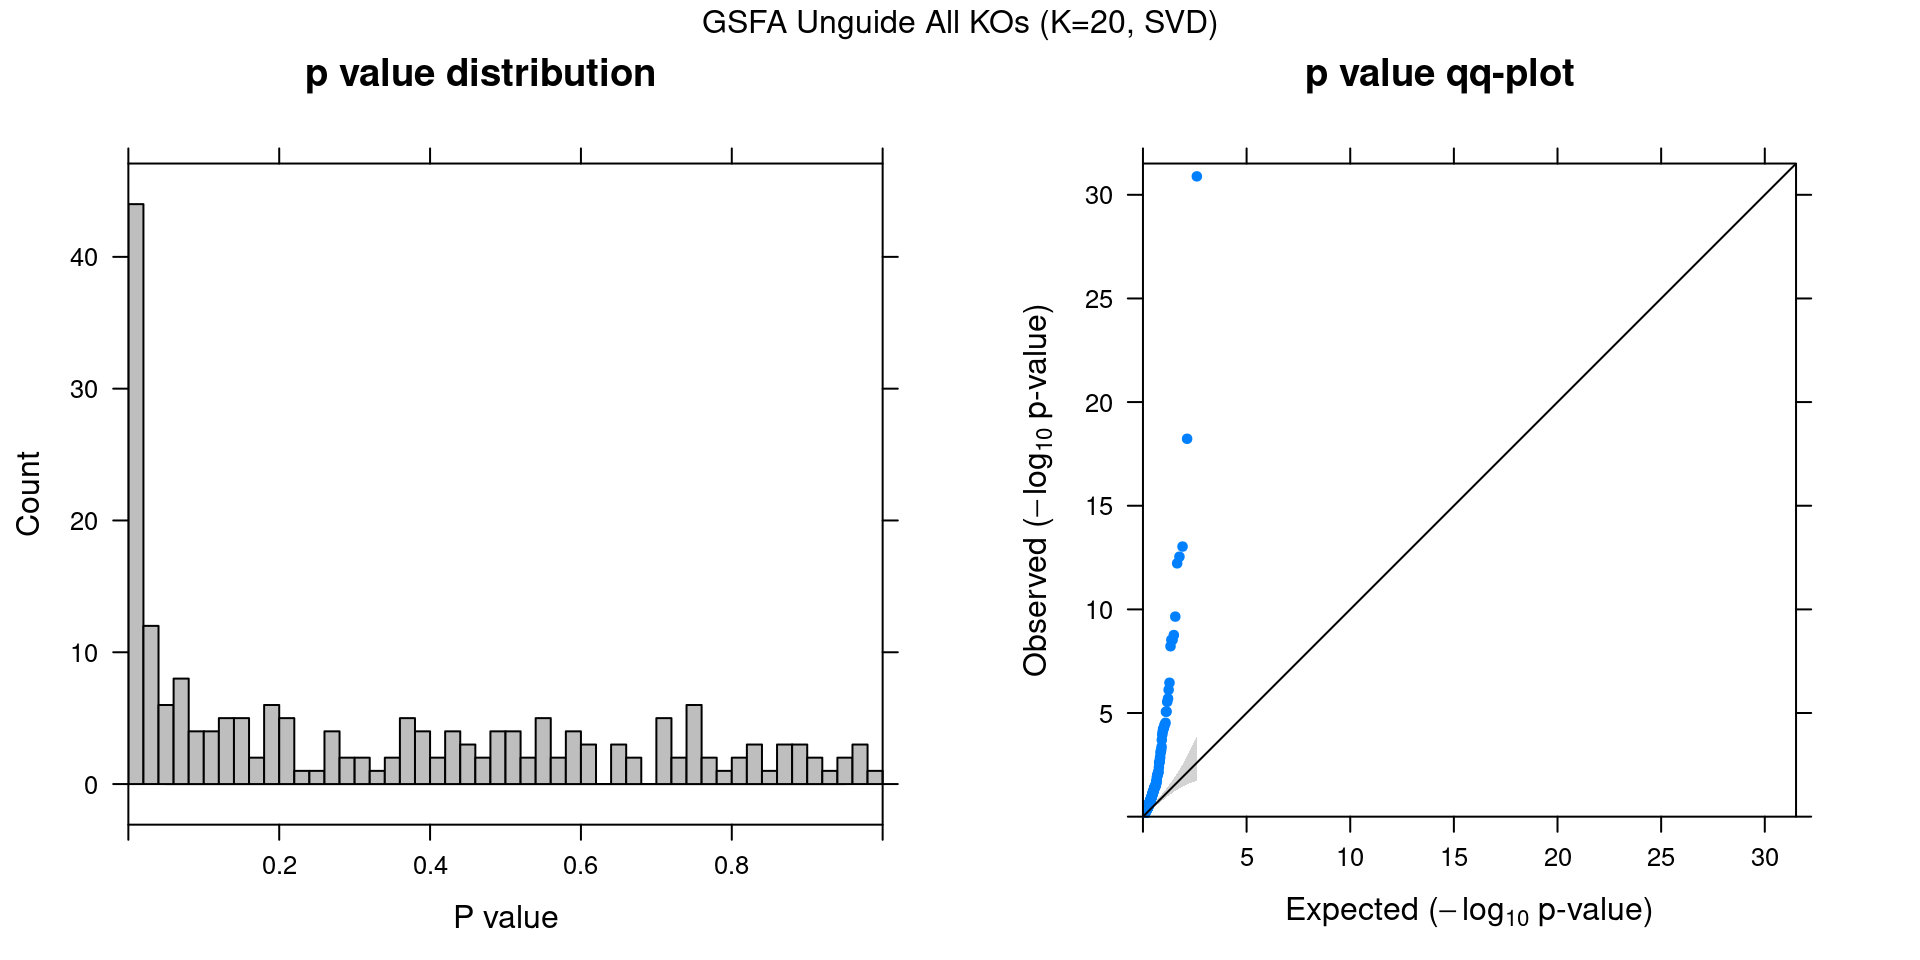 GSFA Unguide All KOs (K=20, SVD)
p value distribution
Count
40
30
20
10
0
0.2 0.4 0.6 0.8
P value
p value qq-plot
Observed (−log10 p-value)
30
25
20
15
10
5
5 10 15 20 25 30
Expected (−log10 p-value)